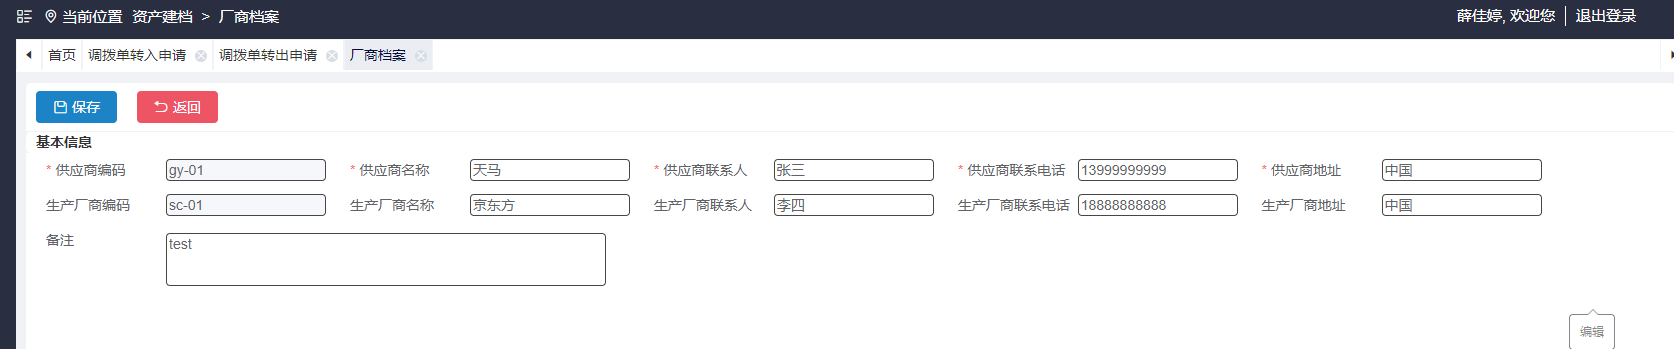 当前位置 资产建档 > 厂商档案 薛佳婷, 欢迎您 退出登录
首页 调拨单转入申请 调拨单转出申请 厂商档案
保存 返回
基本信息
* 供应商编码 gy-01 * 供应商名称 天马 * 供应商联系人 张三 * 供应商联系电话 13999999999 * 供应商地址 中国
生产厂商编码 sc-01 生产厂商名称 京东方 生产厂商联系人 李四 生产厂商联系电话 18888888888 生产厂商地址 中国
备注 test
编辑